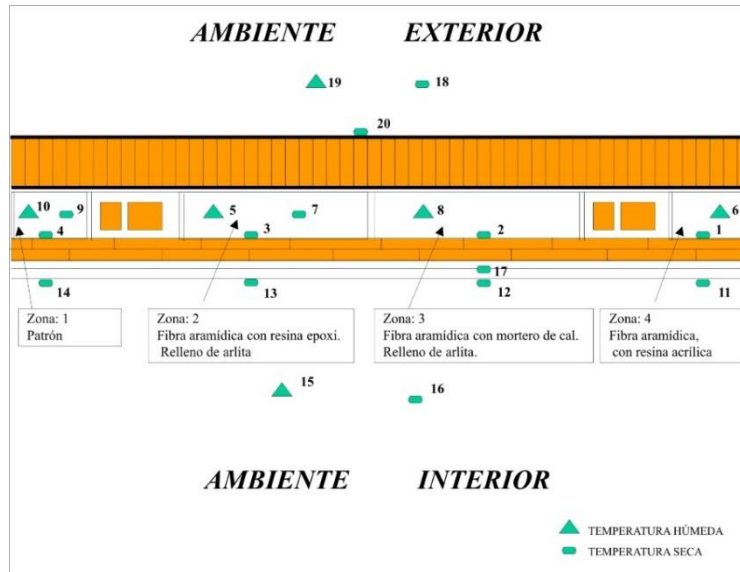 AMBIENTE EXTERIOR
19
18
20
10
9
5
7
8
6
4
3
2
1
17
14
13
12
11
Zona: 1
Patrón
Zona: 2
Fibra aramídica con resina epoxi.
Relleno de arlita
Zona: 3
Fibra aramídica con mortero de cal.
Relleno de arlita.
Zona: 4
Fibra aramídica,
con resina acrílica
15
16
AMBIENTE INTERIOR
TEMPERATURA HÚMEDA
TEMPERATURA SECA